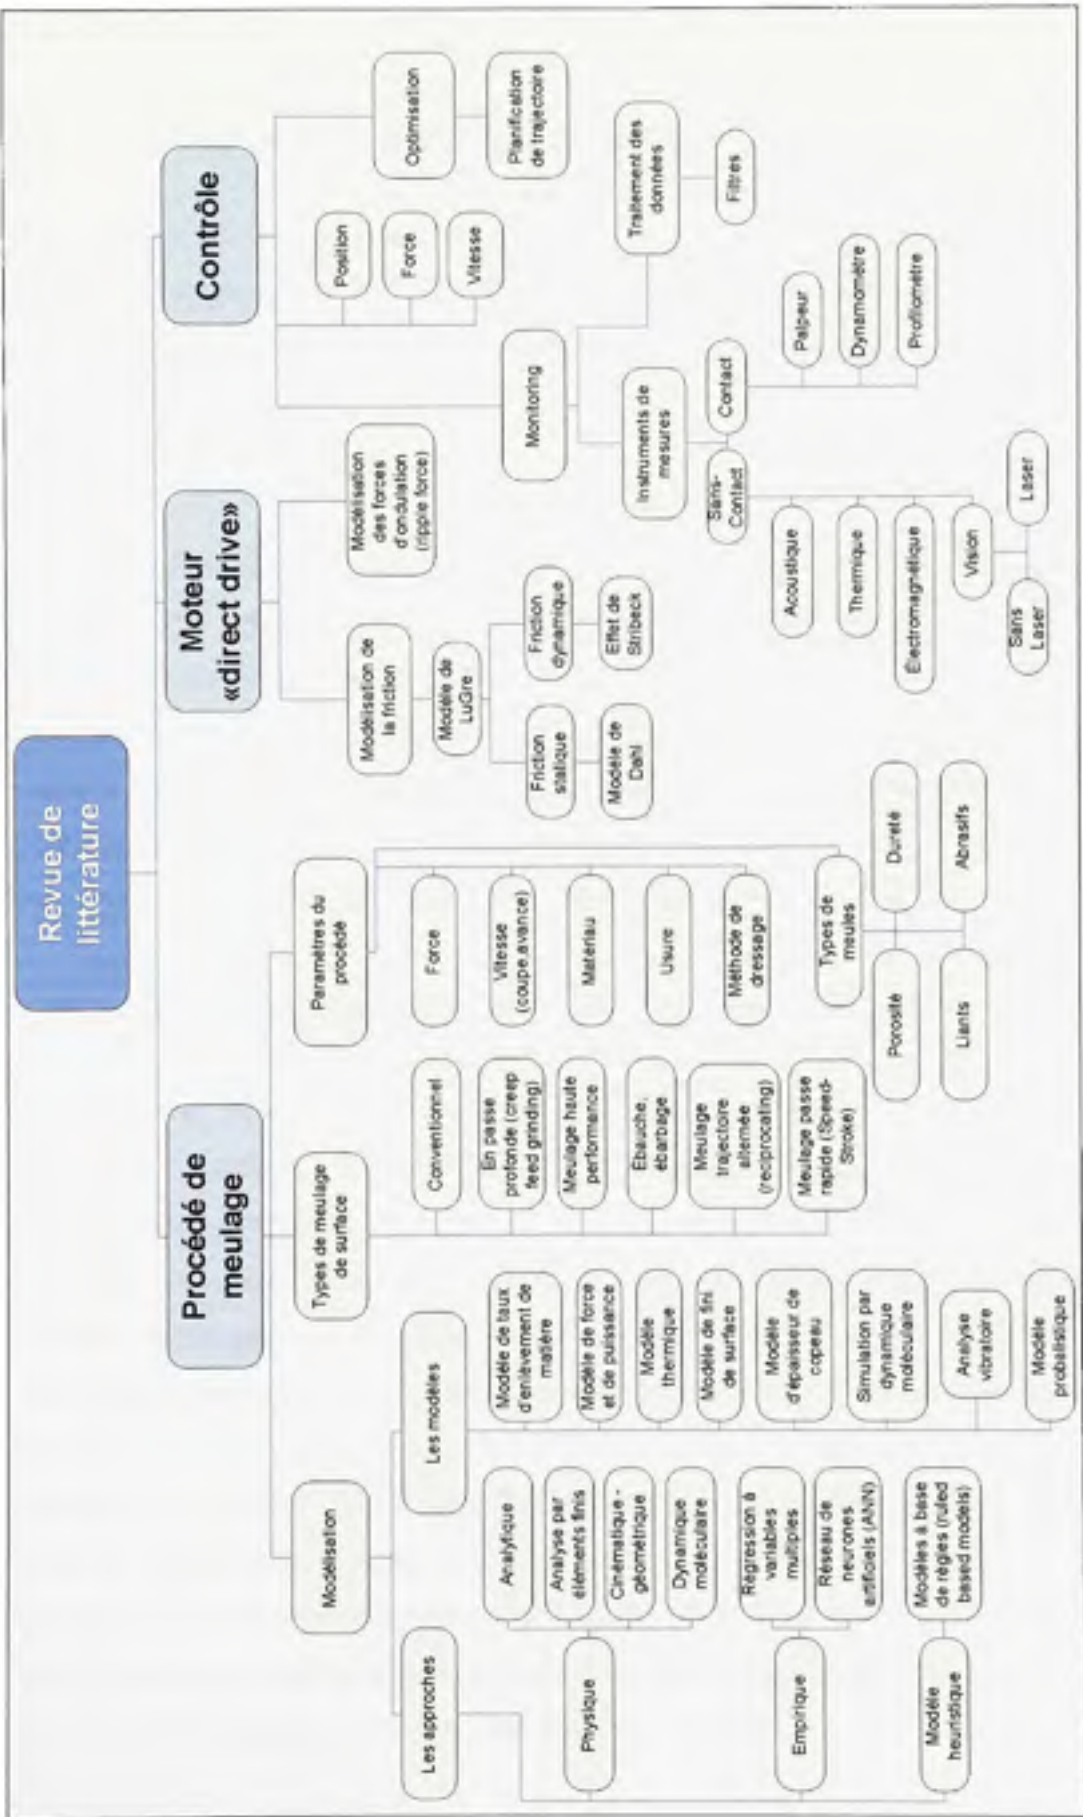 Revue de
littérature
Procédé de
meulage
Modélisation
Les approches
Physique
Analytique
Analyse par
éléments finis
Cinématique -
géométrique
Dynamique
moléculaire
Empirique
Régression à
variables
multiples
Réseau de
neurones
artificiels (ANN)
Modèle
heuristique
Modèles à base
de règles (ruled
based models)
Les modèles
Modèle de taux
d'enlèvement de
matière
Modèle de force
et de puissance
Modèle
thermique
Modèle de fini
de surface
Modèle
d'épaisseur de
copeau
Simulation par
dynamique
moléculaire
Analyse
vibratoire
Modèle
probalistique
Types de meulage
de surface
Conventionnel
En passe
profonde (creep
feed grinding)
Meulage haute
performance
Ebauche,
ébarbage
Meulage
trajectoire
alternée
(reciprocating)
Meulage passe
rapide (Speed-
Stroke)
Paramètres du
procédé
Force
Vitesse
(coupe,avance)
Matériau
Usure
Méthode de
dressage
Types de
meules
Porosité
Dureté
Liants
Abrasifs
Moteur
«direct drive»
Modélisation de
la friction
Modèle de
LuGre
Friction
statique
Modèle de
Dahl
Friction
dynamique
Effet de
Stribeck
Modélisation
des forces
d'ondulation
(ripple force)
Contrôle
Monitoring
Instruments de
mesures
Sans-
Contact
Acoustique
Thermique
Électromagnétique
Vision
Sans
Laser
Laser
Contact
Palpeur
Dynamomètre
Profilomètre
Traitement des
données
Filtres
Position
Force
Vitesse
Optimisation
Planification
de trajectoire